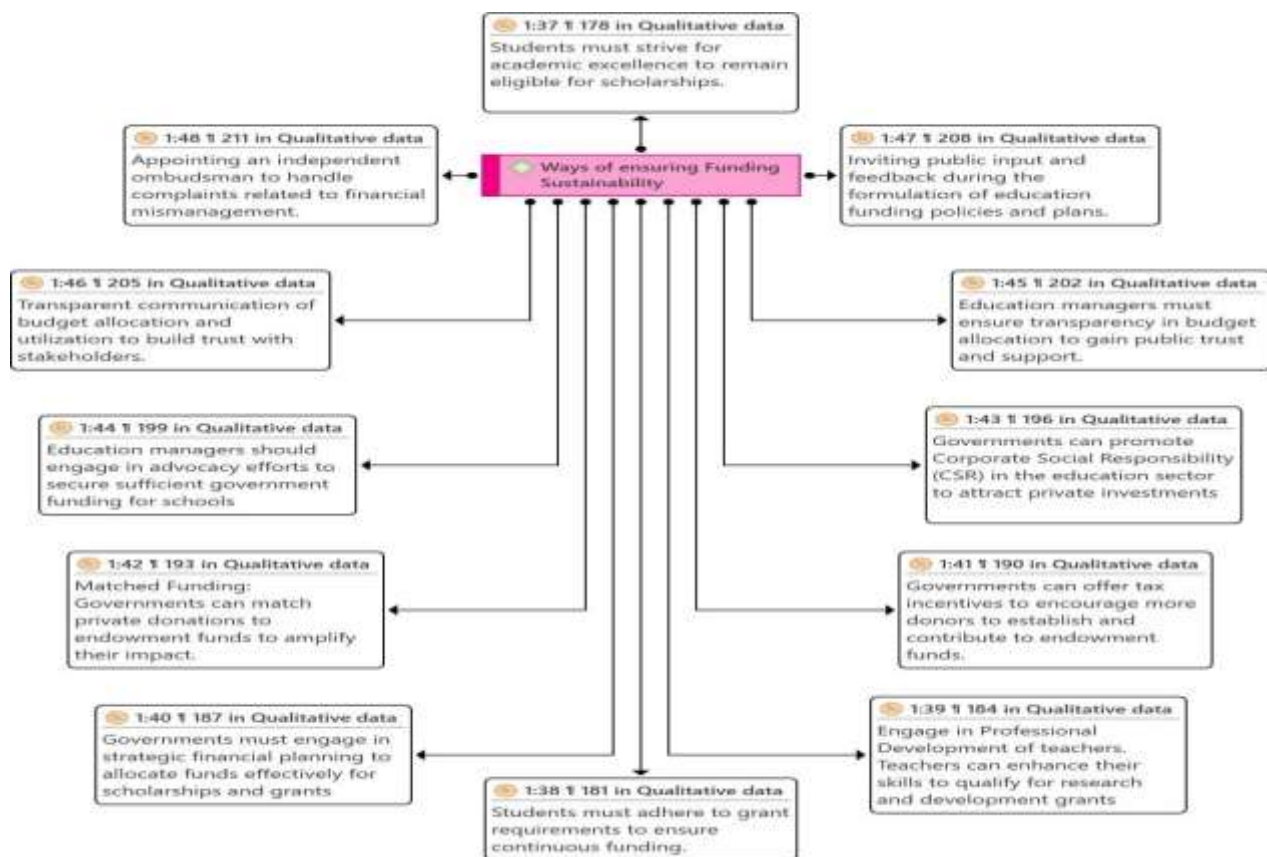 1:37 ¶ 178 in Qualitative data
Students must strive for
academic excellence to remain
eligible for scholarships.
1:48 ¶ 211 in Qualitative data
Appointing an independent
ombudsman to handle
complaints related to financial
mismanagement.
Ways of ensuring Funding
Sustainability
1:47 ¶ 208 in Qualitative data
Inviting public input and
feedback during the
formulation of education
funding policies and plans.
1:46 ¶ 205 in Qualitative data
Transparent communication of
budget allocation and
utilization to build trust with
stakeholders.
1:45 ¶ 202 in Qualitative data
Education managers must
ensure transparency in budget
allocation to gain public trust
and support.
1:44 ¶ 199 in Qualitative data
Education managers should
engage in advocacy efforts to
secure sufficient government
funding for schools
1:43 ¶ 196 in Qualitative data
Governments can promote
Corporate Social Responsibility
(CSR) in the education sector
to attract private investments
1:42 ¶ 193 in Qualitative data
Matched Funding:
Governments can match
private donations to
endowment funds to amplify
their impact.
1:41 ¶ 190 in Qualitative data
Governments can offer tax
incentives to encourage more
donors to establish and
contribute to endowment
funds.
1:40 ¶ 187 in Qualitative data
Governments must engage in
strategic financial planning to
allocate funds effectively for
scholarships and grants
1:39 ¶ 184 in Qualitative data
Engage in Professional
Development of teachers.
Teachers can enhance their
skills to qualify for research
and development grants
1:38 ¶ 181 in Qualitative data
Students must adhere to grant
requirements to ensure
continuous funding.